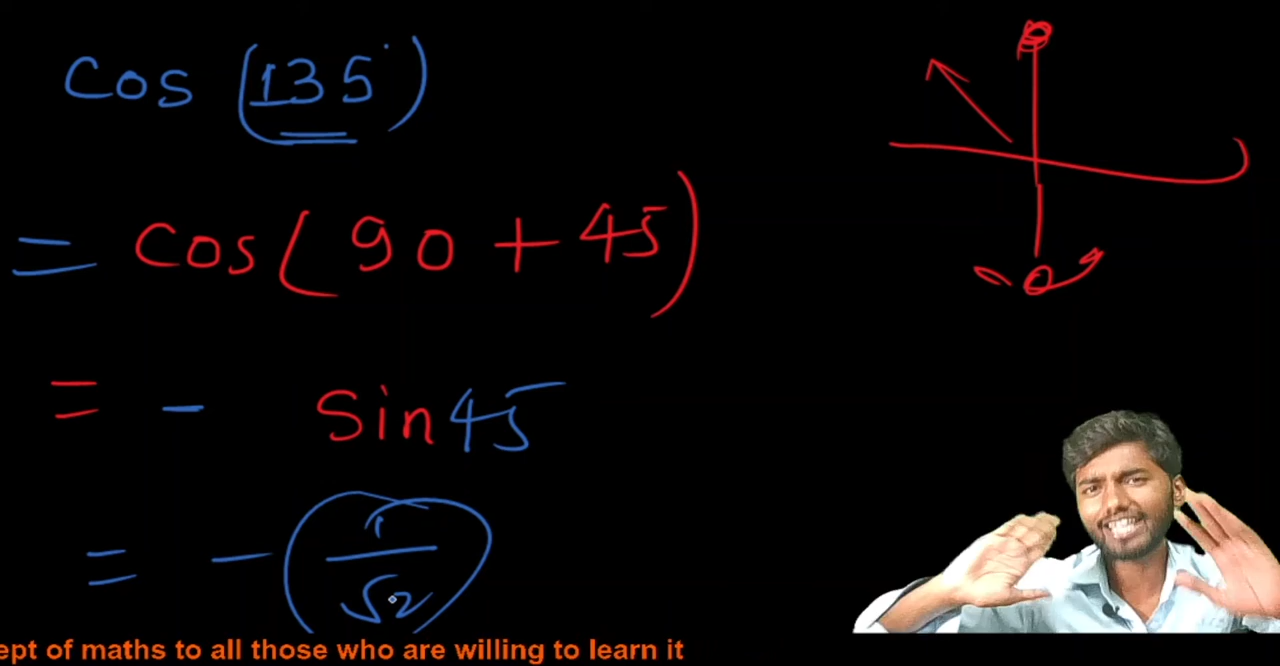 Cos (135°)
= Cos( 90 + 45)
= - Sin 45
= - 1/√2
ept of maths to all those who are willing to learn it